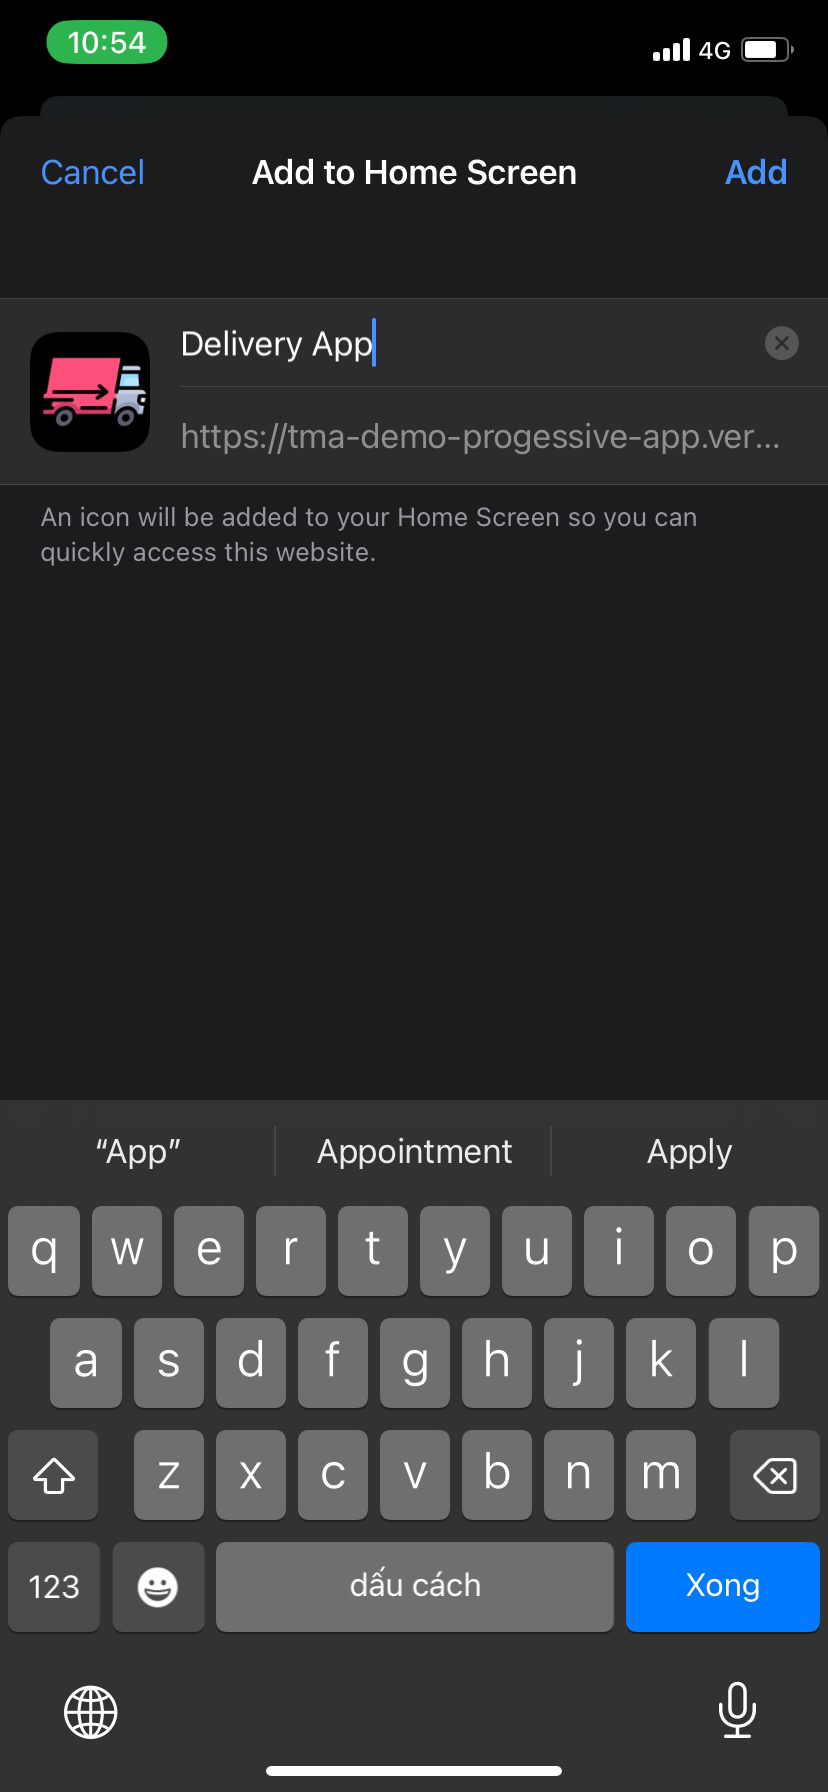 10:54
4G
Cancel
Add to Home Screen
Add
Delivery App
https://tma-demo-progessive-app.ver...
An icon will be added to your Home Screen so you can
quickly access this website.
“App”
Appointment
Apply
q w e r t y u i o p
a s d f g h j k l
z x c v b n m
123
dấu cách
Xong